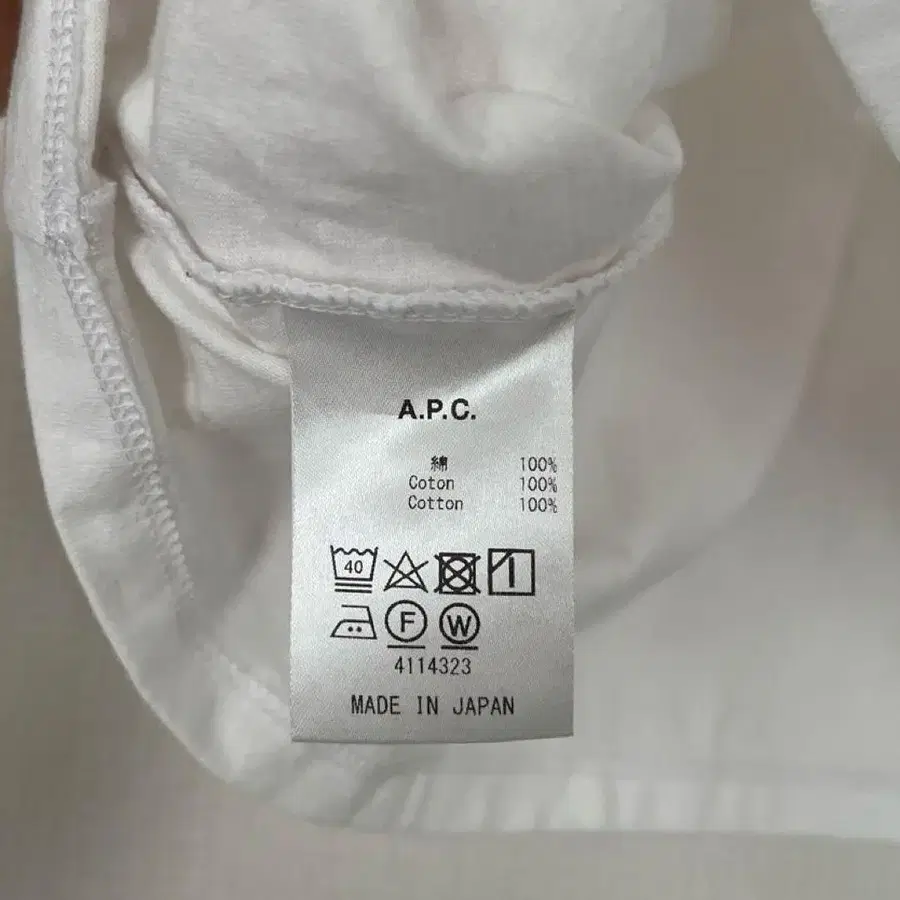 A.P.C.
綿 100%
Coton 100%
Cotton 100%
40
F W
4114323
MADE IN JAPAN